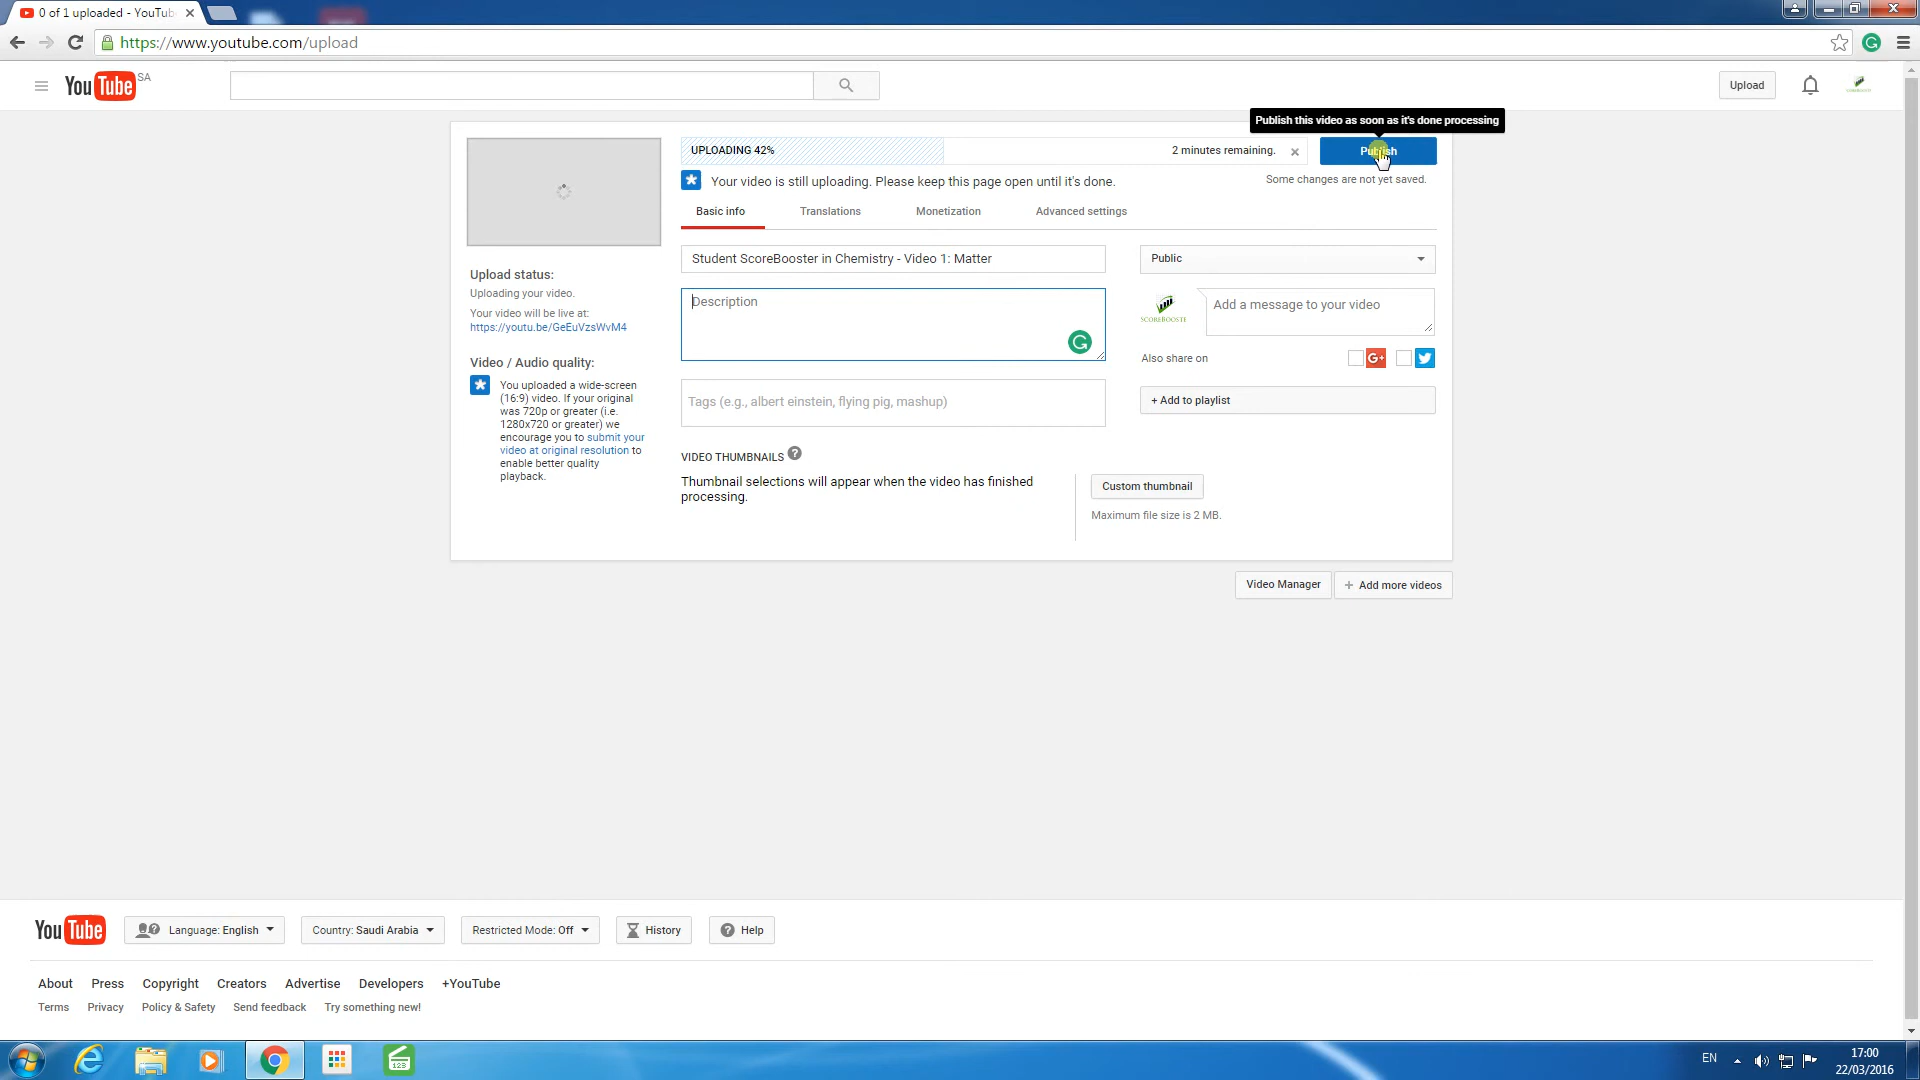 0 of 1 uploaded - YouTub
https://www.youtube.com/upload
YouTube SA
Upload
Publish this video as soon as it's done processing
UPLOADING 42%
2 minutes remaining.
Publish
Your video is still uploading. Please keep this page open until it's done.
Some changes are not yet saved.
Basic info
Translations
Monetization
Advanced settings
Student ScoreBooster in Chemistry - Video 1: Matter
Public
Upload status:
Uploading your video.
Your video will be live at:
https://youtu.be/GeEuVzsWvM4
Description
SCOREBOOSTE
Add a message to your video
Also share on
G+
Video / Audio quality:
You uploaded a wide-screen
(16:9) video. If your original
was 720p or greater (i.e.
1280x720 or greater) we
encourage you to submit your
video at original resolution to
enable better quality
playback.
Tags (e.g., albert einstein, flying pig, mashup)
+ Add to playlist
VIDEO THUMBNAILS ?
Thumbnail selections will appear when the video has finished
processing.
Custom thumbnail
Maximum file size is 2 MB.
Video Manager
+ Add more videos
YouTube
Language: English
Country: Saudi Arabia
Restricted Mode: Off
History
Help
About Press Copyright Creators Advertise Developers +YouTube
Terms Privacy Policy & Safety Send feedback Try something new!
123
EN
17:00
22/03/2016